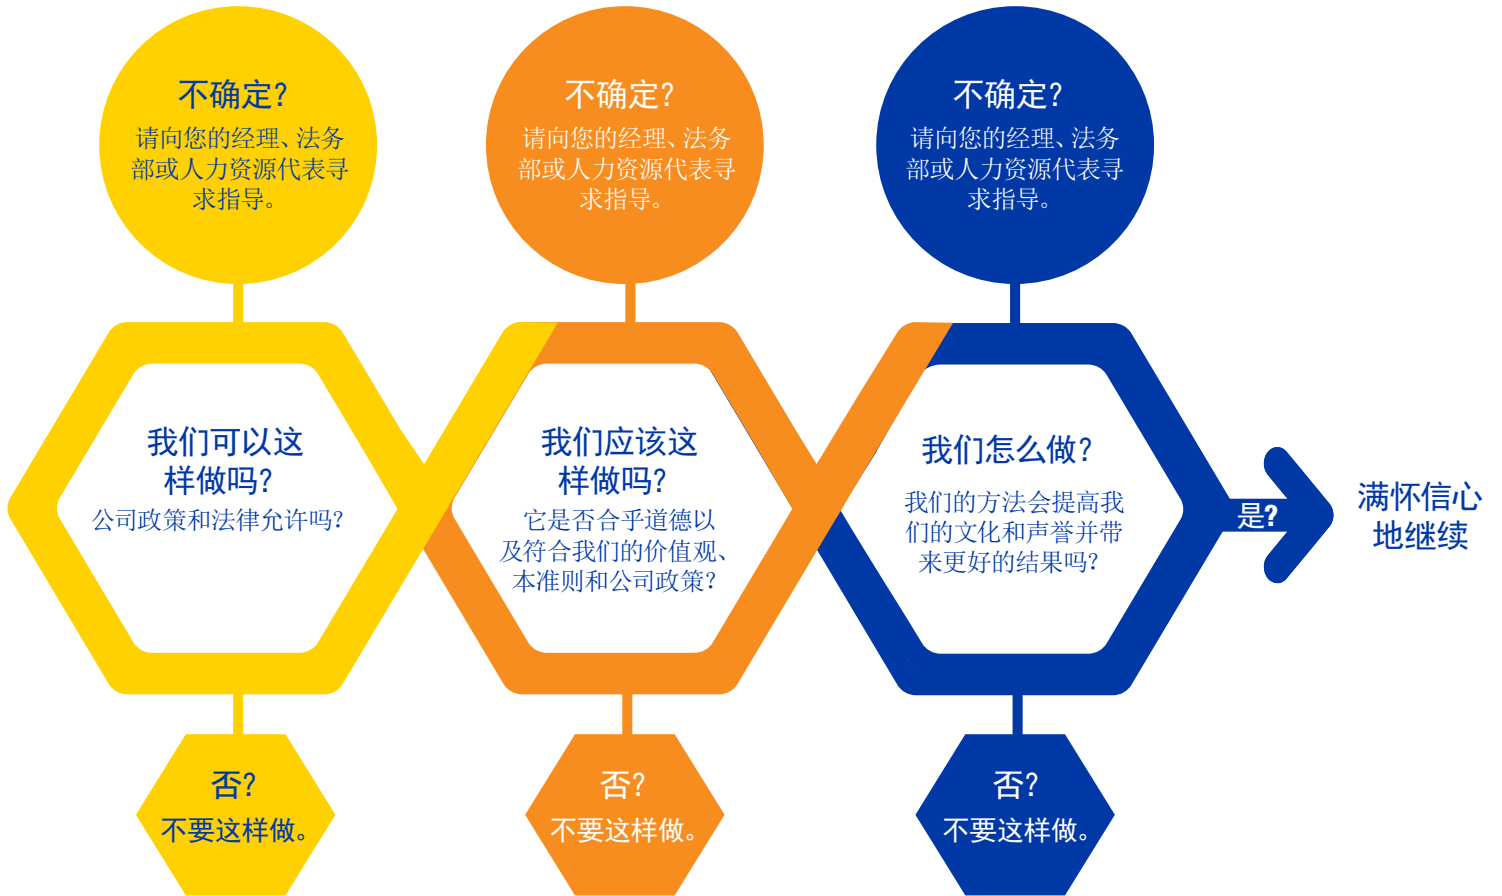 不确定？
请向您的经理、法务
部或人力资源代表寻
求指导。
不确定？
请向您的经理、法务
部或人力资源代表寻
求指导。
不确定？
请向您的经理、法务
部或人力资源代表寻
求指导。
我们可以这
样做吗？
公司政策和法律允许吗？
我们应该这
样做吗？
它是否合乎道德以
及符合我们的价值观、
本准则和公司政策？
我们怎么做？
我们的方法会提高我
们的文化和声誉并带
来更好的结果吗？
是？
满怀信心
地继续
否？
不要这样做。
否？
不要这样做。
否？
不要这样做。